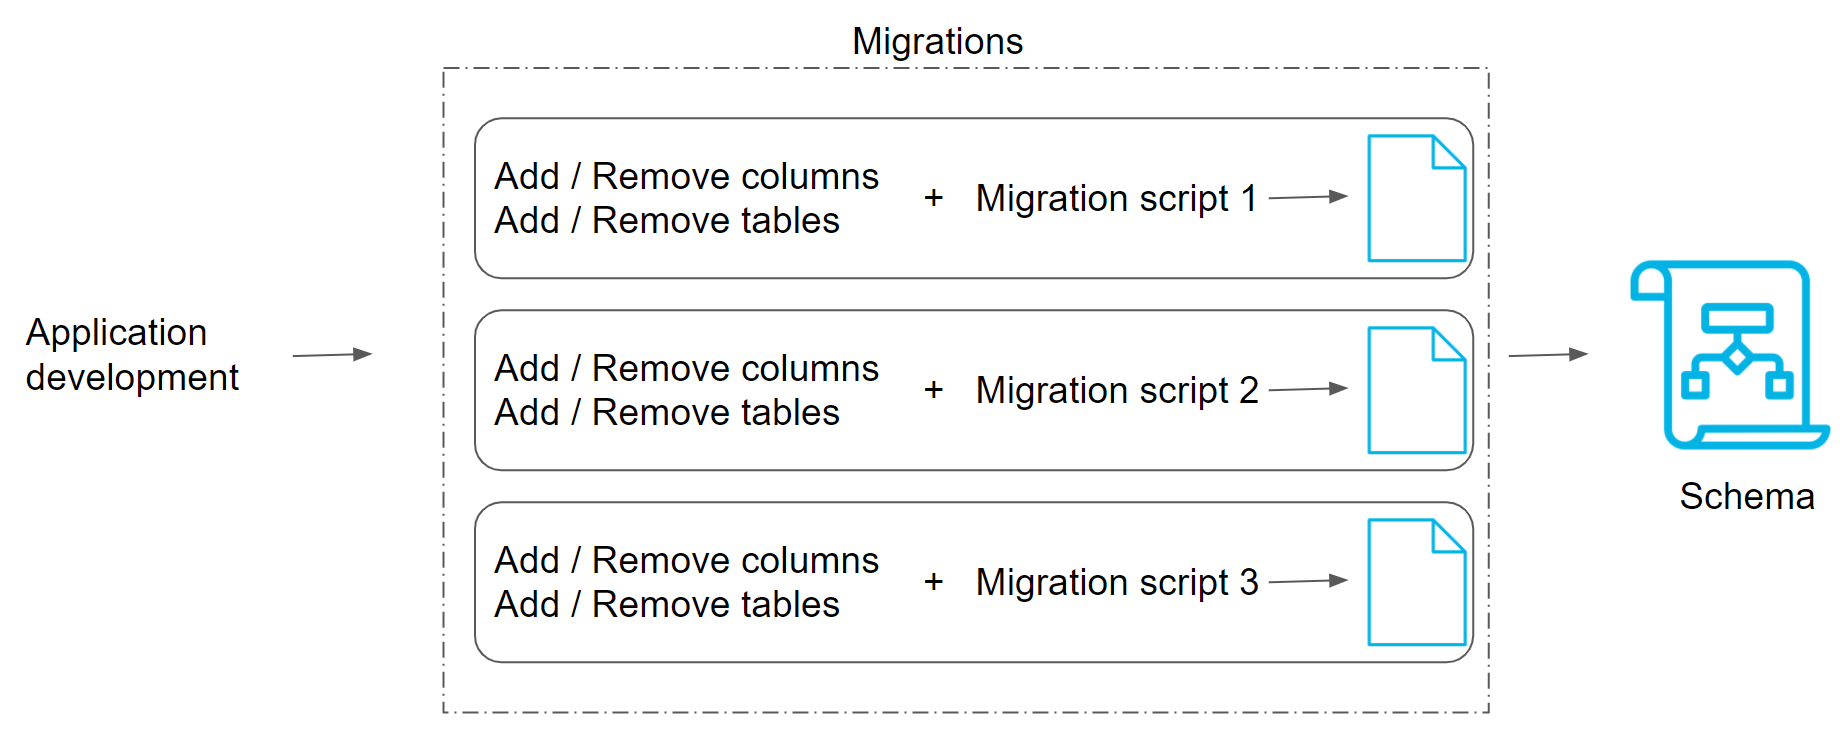 Migrations
Add / Remove columns
Add / Remove tables
+ Migration script 1
Application
development
Add / Remove columns
Add / Remove tables
+ Migration script 2
Add / Remove columns
Add / Remove tables
+ Migration script 3
Schema